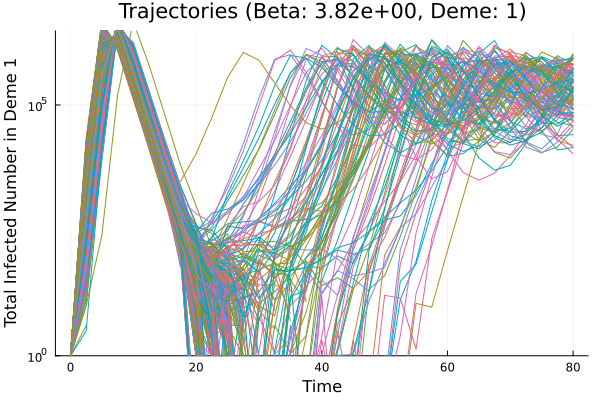 Trajectories (Beta: 3.82e+00, Deme: 1)
Total Infected Number in Deme 1
10^5
10^0
0 20 40 60 80
Time